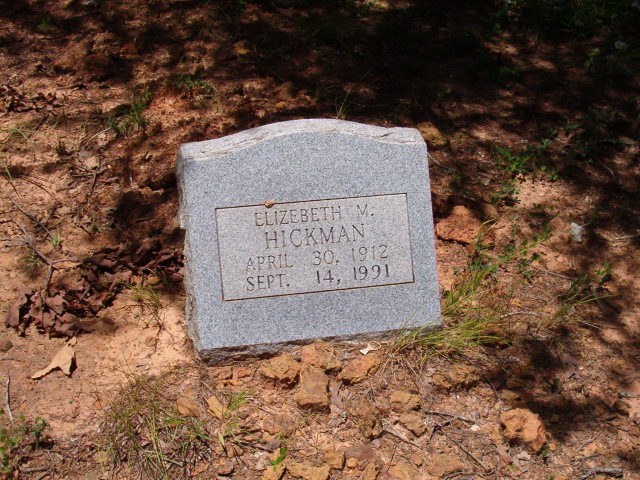 ELIZEBETH M.
HICKMAN
APRIL 30, 1912
SEPT. 14, 1991